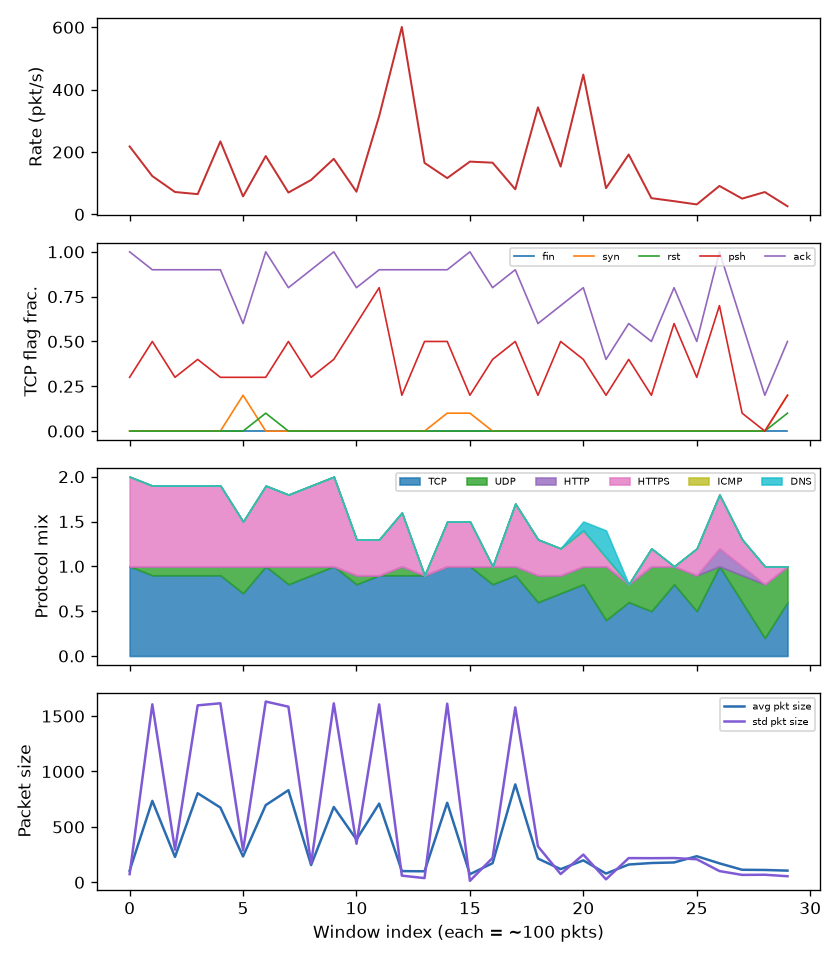 600
400
200
0
Rate (pkt/s)
1.00
0.75
0.50
0.25
0.00
TCP flag frac.
fin syn rst psh ack
2.0
1.5
1.0
0.5
0.0
Protocol mix
TCP UDP HTTP HTTPS ICMP DNS
1500
1000
500
0
Packet size
avg pkt size
std pkt size
0 5 10 15 20 25 30
Window index (each = ~100 pkts)